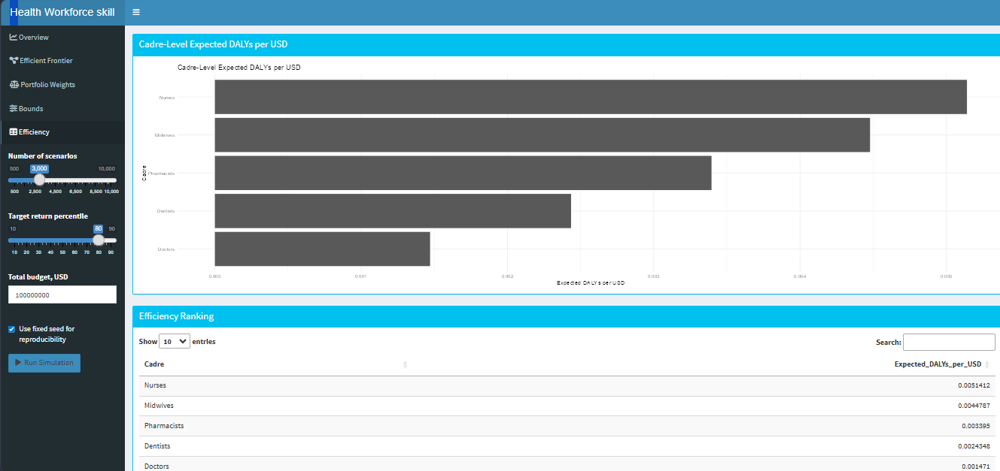 Health Workforce skill
Overview
Efficient Frontier
Portfolio Weights
Bounds
Efficiency
Number of scenarios
500 3,000 10,000
500 2,500 4,500 6,500 8,500 10,000
Target return percentile
10 80 90
10 20 30 40 50 60 70 80 90
Total budget, USD
100000000
Use fixed seed for
reproducibility
Run Simulation
Cadre-Level Expected DALYs per USD
Cadre-Level Expected DALYs per USD
Cadre
Nurses
Midwives
Pharmacists
Dentists
Doctors
0.000 0.001 0.002 0.003 0.004 0.005
Expected DALYs per USD
Efficiency Ranking
Show 10 entries
Search:
Cadre Expected_DALYs_per_USD
Nurses 0.0051412
Midwives 0.0044787
Pharmacists 0.003395
Dentists 0.0024348
Doctors 0.001471